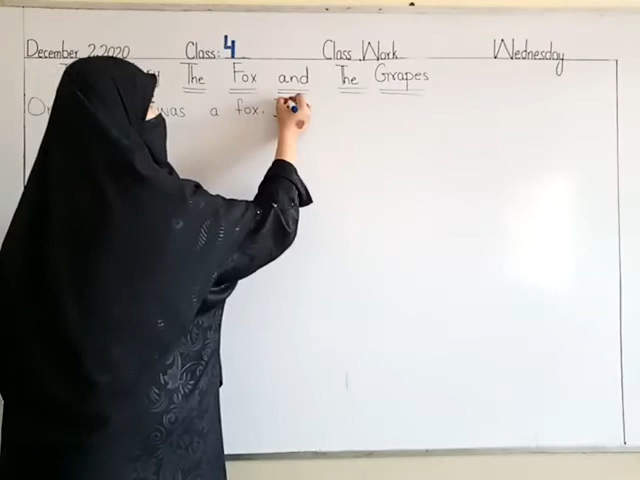 December 2,2020 Class: 4 Class Work Wednesday
The Fox and The Grapes
was a fox.